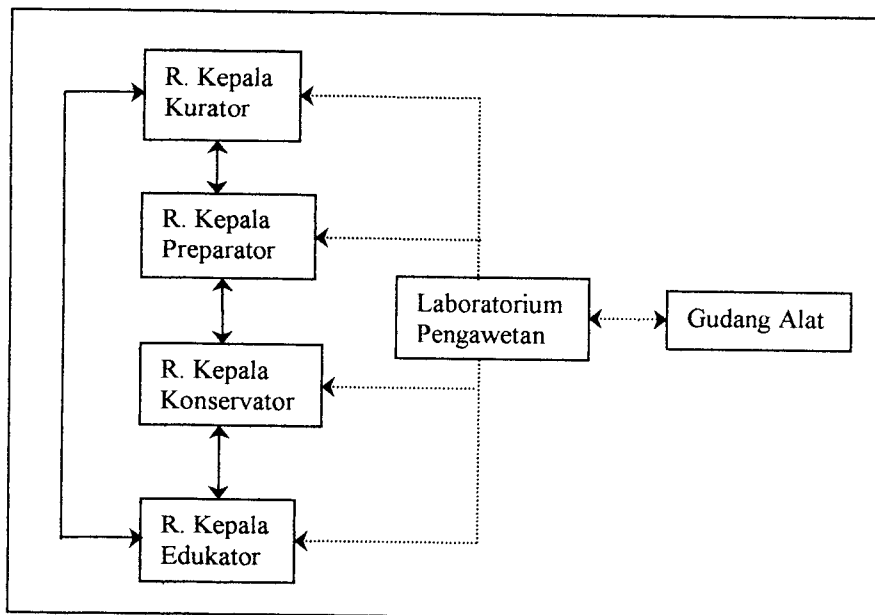 R. Kepala
Kurator
R. Kepala
Preparator
Laboratorium
Pengawetan
Gudang Alat
R. Kepala
Konservator
R. Kepala
Edukator